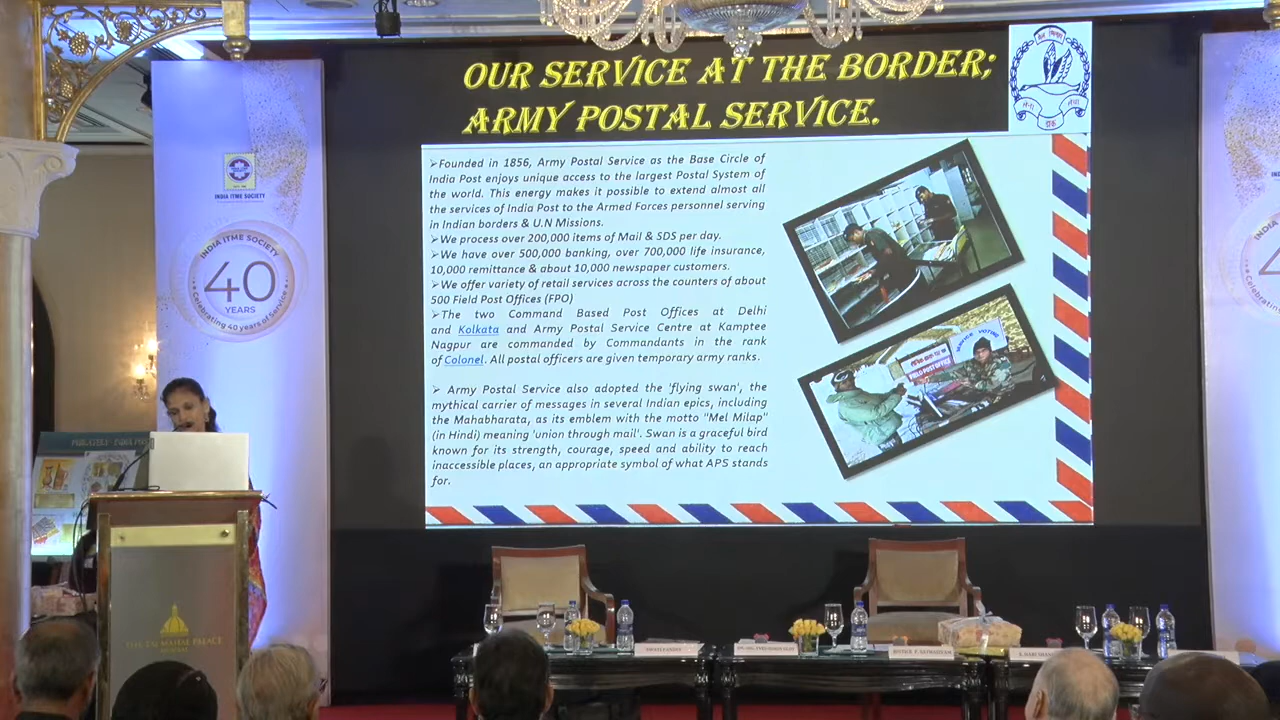 OUR SERVICE AT THE BORDER;
ARMY POSTAL SERVICE.
➢Founded in 1856, Army Postal Service as the Base Circle of
India Post enjoys unique access to the largest Postal System of
the world. This energy makes it possible to extend almost all
the services of India Post to the Armed Forces personnel serving
in Indian borders & U.N Missions.
➢We process over 200,000 items of Mail & SDS per day.
➢We have over 500,000 banking, over 700,000 life insurance,
10,000 remittance & about 10,000 newspaper customers.
➢We offer variety of retail services across the counters of about
500 Field Post Offices (FPO)
➢The two Command Based Post Offices at Delhi
and Kolkata and Army Postal Service Centre at Kamptee
Nagpur are commanded by Commandants in the rank
of Colonel. All postal officers are given temporary army ranks.
➢ Army Postal Service also adopted the 'flying swan', the
mythical carrier of messages in several Indian epics, including
the Mahabharata, as its emblem with the motto "Mel Milap"
(in Hindi) meaning 'union through mail'. Swan is a graceful bird
known for its strength, courage, speed and ability to reach
inaccessible places, an appropriate symbol of what APS stands
for.
सेना डाक सेवा
SERVICE VOTING
FIELD POST OFFICE
INDIA ITME SOCIETY
INDIA ITME SOCIETY
40
YEARS
Celebrating 40 years of service
THE TAJ MAHAL PALACE
MUMBAI